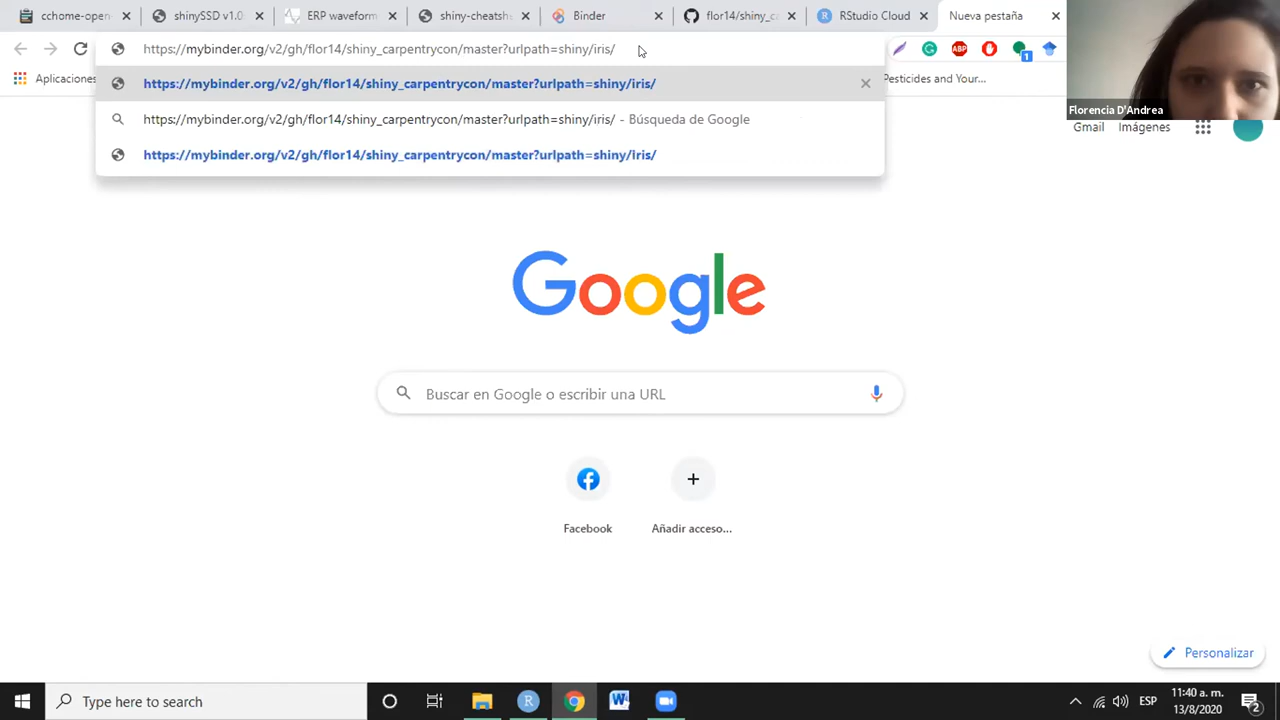 cchome-open-
shinySSD v1.0
ERP waveform
shiny-cheatsh
Binder
flor14/shiny_c
RStudio Cloud
Nueva pestaña
https://mybinder.org/v2/gh/flor14/shiny_carpentrycon/master?urlpath=shiny/iris/
ABP
1
Aplicaciones
https://mybinder.org/v2/gh/flor14/shiny_carpentrycon/master?urlpath=shiny/iris/
Pesticides and Your...
Florencia D'Andrea
https://mybinder.org/v2/gh/flor14/shiny_carpentrycon/master?urlpath=shiny/iris/ - Búsqueda de Google
Gmail Imágenes
https://mybinder.org/v2/gh/flor14/shiny_carpentrycon/master?urlpath=shiny/Iris/
Google
Buscar en Google o escribir una URL
Facebook
Añadir acceso...
Personalizar
Type here to search
R
W
ESP
11:40 a. m.
13/8/2020
2